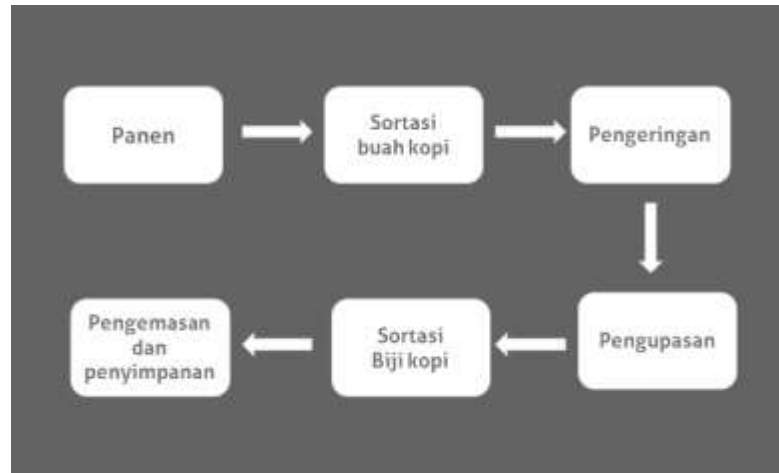 Panen
Sortasi
buah kopi
Pengeringan
Pengupasan
Sortasi
Biji kopi
Pengemasan
dan
penyimpanan